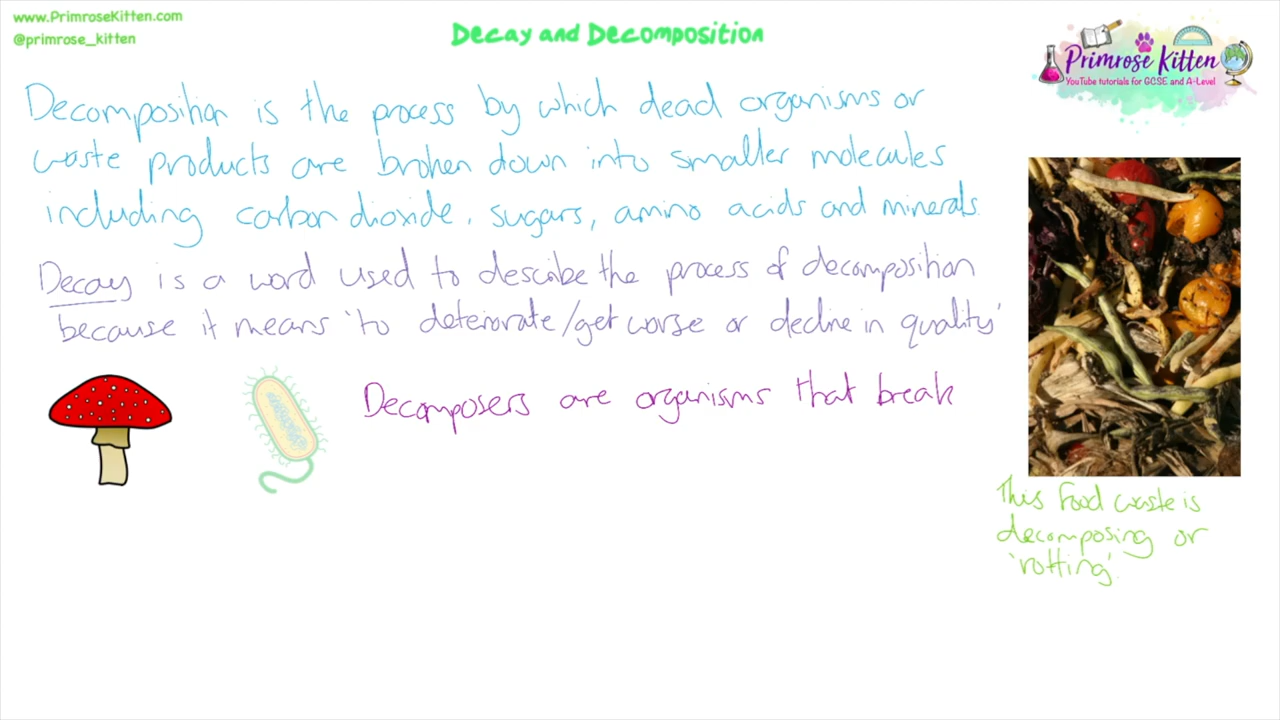 www.PrimroseKitten.com
@primrose_kitten
Decay and Decomposition
Primrose Kitten
YouTube tutorials for GCSE and A-Level
Decomposition is the process by which dead organisms or
waste products are broken down into smaller molecules
including carbon dioxide, sugars, amino acids and minerals.
Decay is a word used to describe the process of decomposition
because it means 'to deteriorate/get worse or decline in quality'
Decomposers are organisms that break
This food waste is
decomposing or
'rotting'.